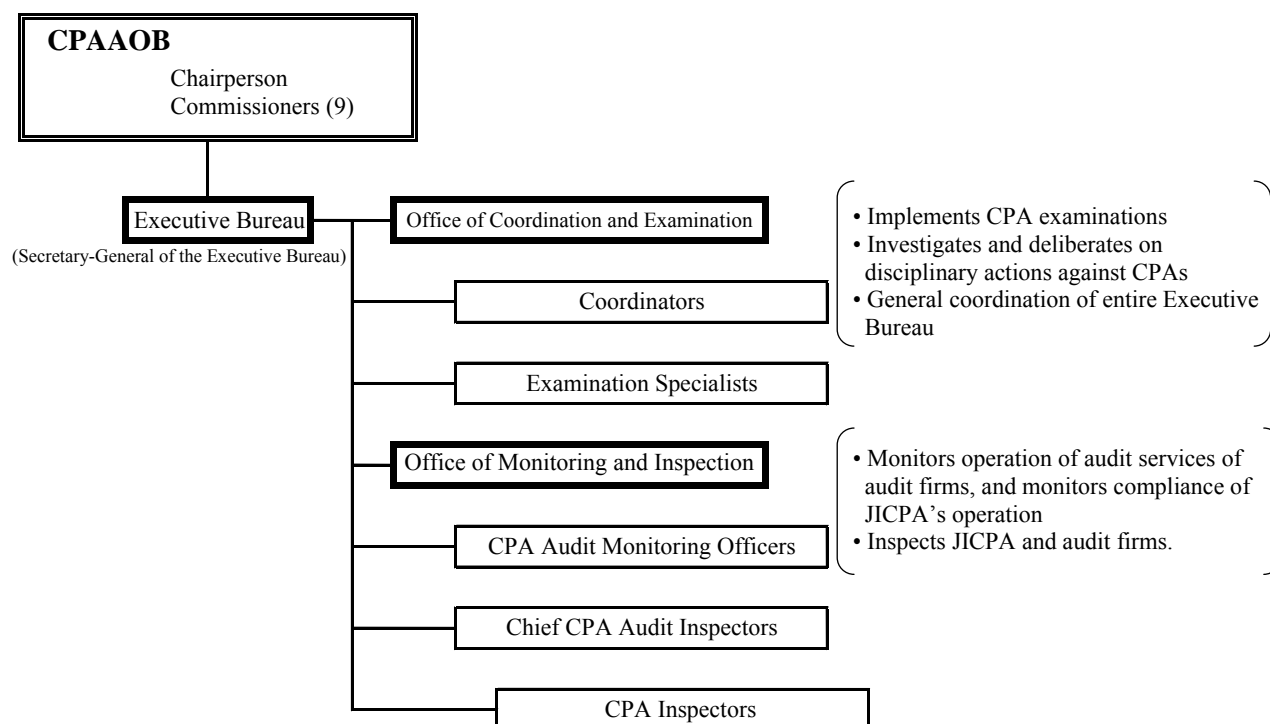 CPAAOB
Chairperson
Commissioners (9)
Executive Bureau
(Secretary-General of the Executive Bureau)
Office of Coordination and Examination
• Implements CPA examinations
• Investigates and deliberates on
disciplinary actions against CPAs
• General coordination of entire Executive
Bureau
Coordinators
Examination Specialists
Office of Monitoring and Inspection
• Monitors operation of audit services of
audit firms, and monitors compliance of
JICPA’s operation
• Inspects JICPA and audit firms.
CPA Audit Monitoring Officers
Chief CPA Audit Inspectors
CPA Inspectors